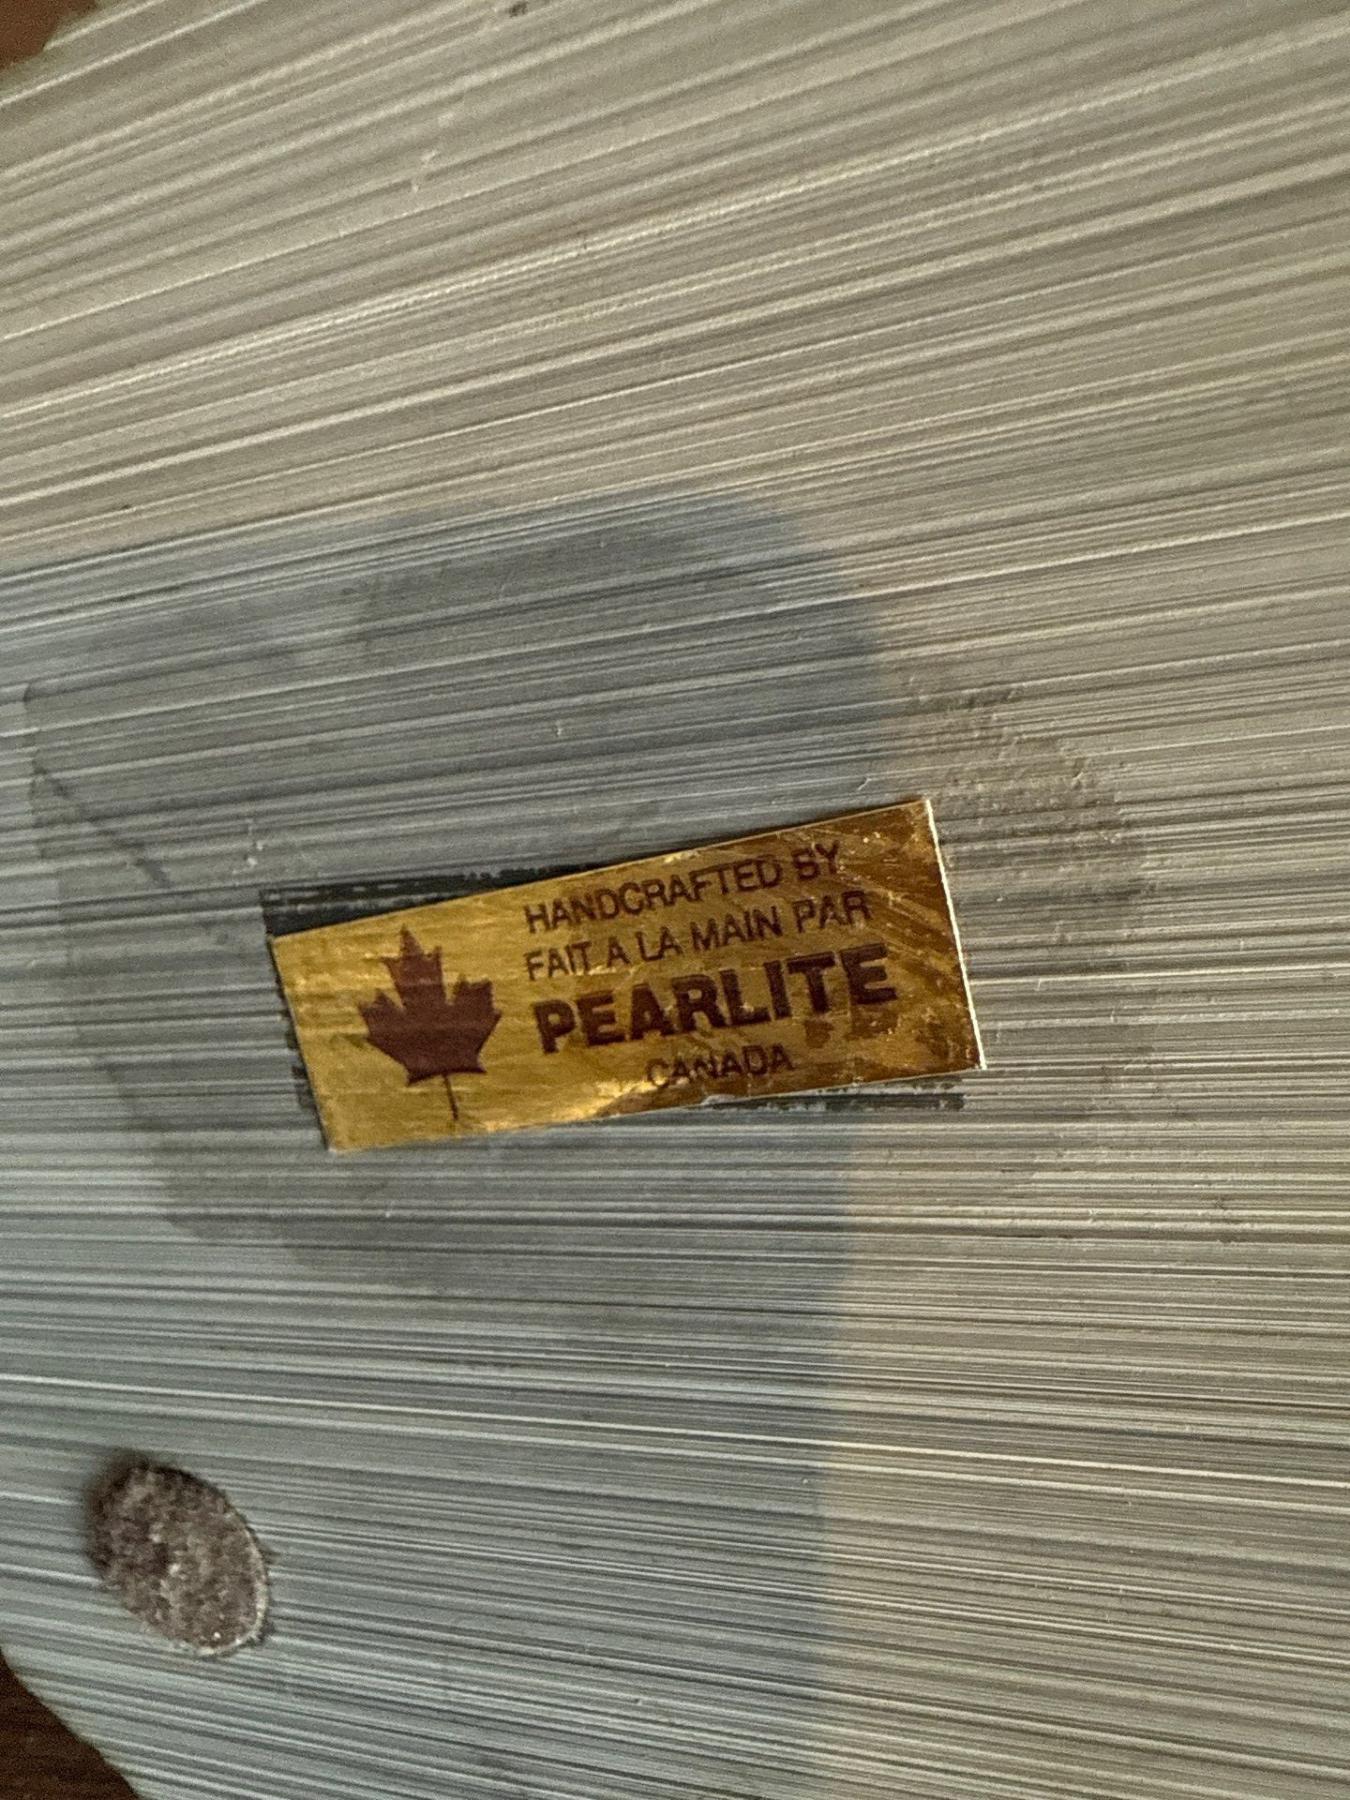 HANDCRAFTED BY
FAIT A LA MAIN PAR
PEARLITE
CANADA